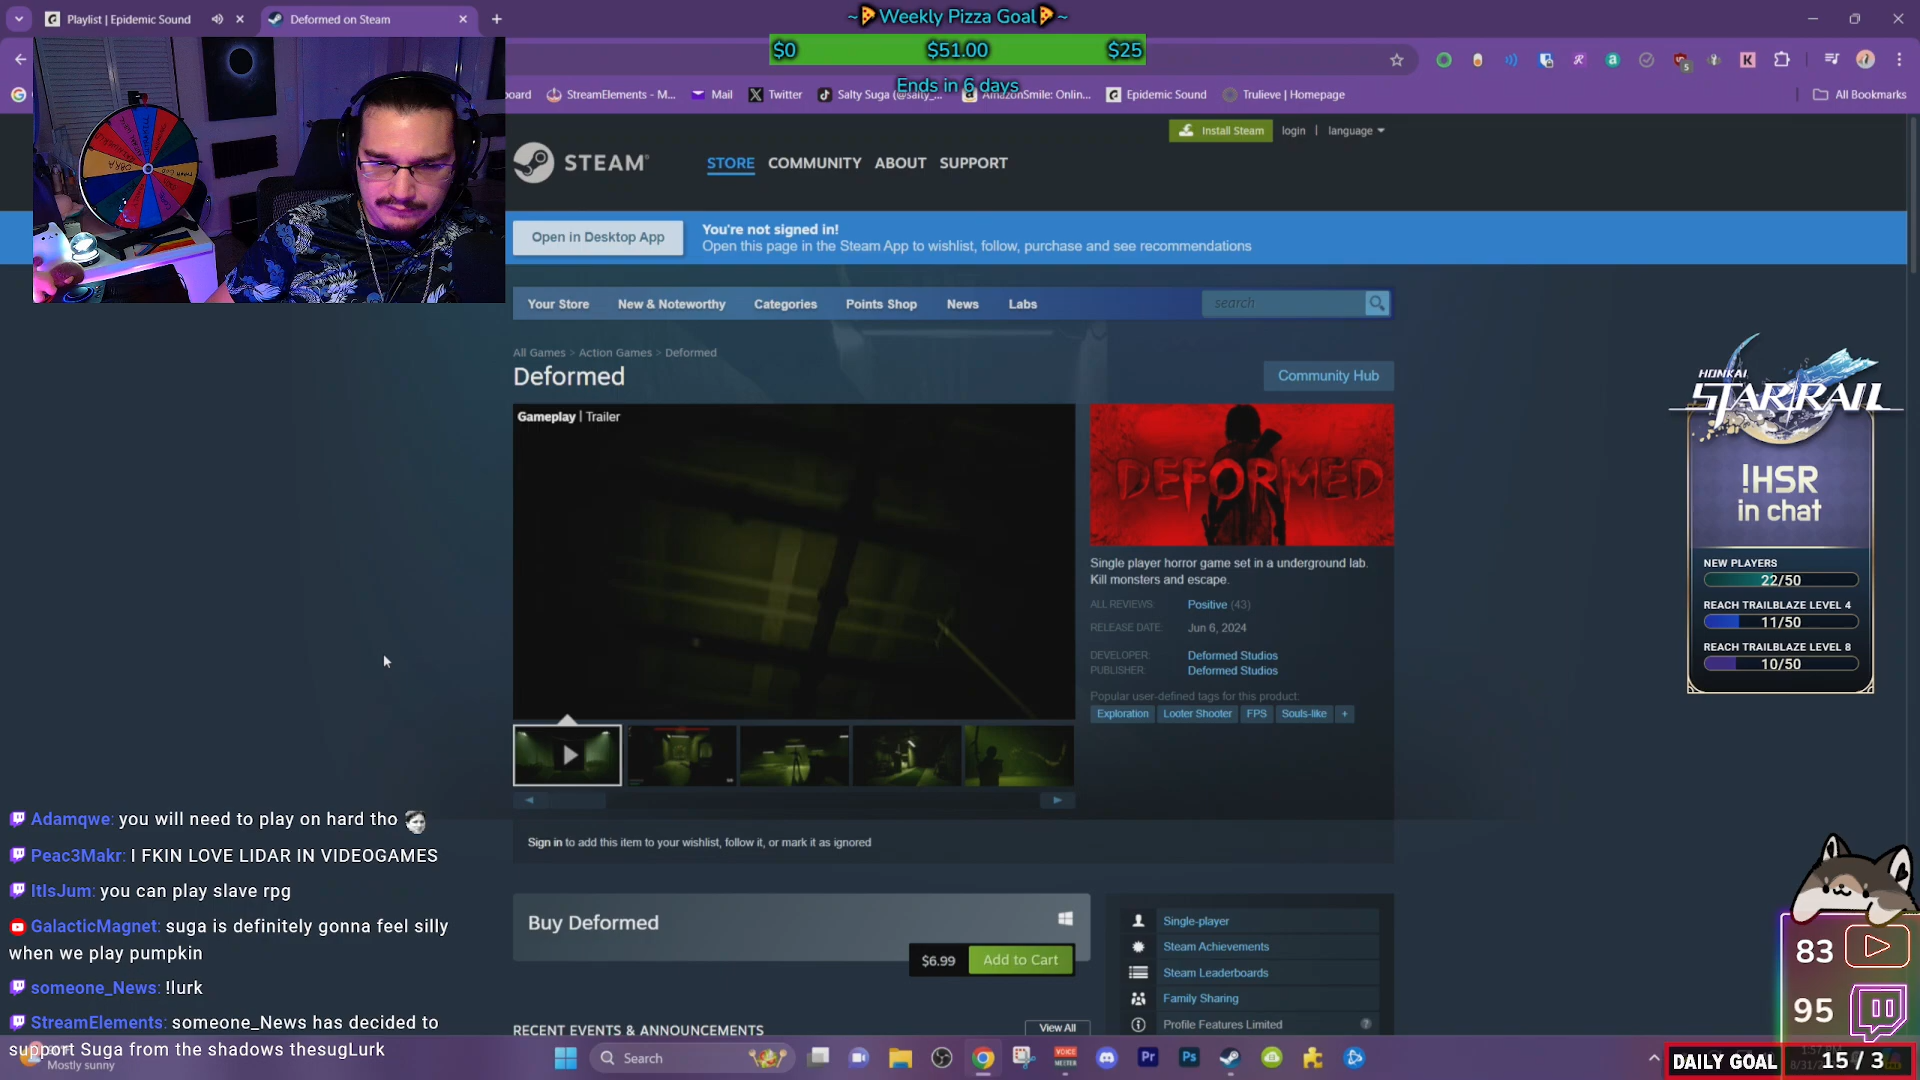 Playlist | Epidemic Sound
Deformed on Steam
~Weekly Pizza Goal~
$0
$51.00
$25
Ends in 6 days
StreamElements - M...
Mail
Twitter
Salty Suga (@salty_...
AmazonSmile: Onlin...
Epidemic Sound
Trulieve | Homepage
All Bookmarks
Install Steam
login | language
STEAM
STORE COMMUNITY ABOUT SUPPORT
Open in Desktop App
You're not signed in!
Open this page in the Steam App to wishlist, follow, purchase and see recommendations
Your Store
New & Noteworthy
Categories
Points Shop
News
Labs
search
All Games > Action Games > Deformed
Deformed
Community Hub
Gameplay | Trailer
DEFORMED
Single player horror game set in a underground lab.
Kill monsters and escape.
ALL REVIEWS:
Positive (43)
RELEASE DATE:
Jun 6, 2024
DEVELOPER:
Deformed Studios
PUBLISHER:
Deformed Studios
Popular user-defined tags for this product:
Exploration
Looter Shooter
FPS
Souls-like
+
Sign in to add this item to your wishlist, follow it, or mark it as ignored
Buy Deformed
$6.99
Add to Cart
Single-player
Steam Achievements
Steam Leaderboards
Family Sharing
Profile Features Limited
RECENT EVENTS & ANNOUNCEMENTS
View All
HONKAI
STAR RAIL
!HSR
in chat
NEW PLAYERS
22/50
REACH TRAILBLAZE LEVEL 4
11/50
REACH TRAILBLAZE LEVEL 8
10/50
Adamqwe: you will need to play on hard tho
Peac3Makr: I FKIN LOVE LIDAR IN VIDEOGAMES
ItIsJum: you can play slave rpg
GalacticMagnet: suga is definitely gonna feel silly
when we play pumpkin
someone_News: !lurk
StreamElements: someone_News has decided to
support Suga from the shadows thesugLurk
Mostly sunny
Search
83
95
DAILY GOAL
15 / 3